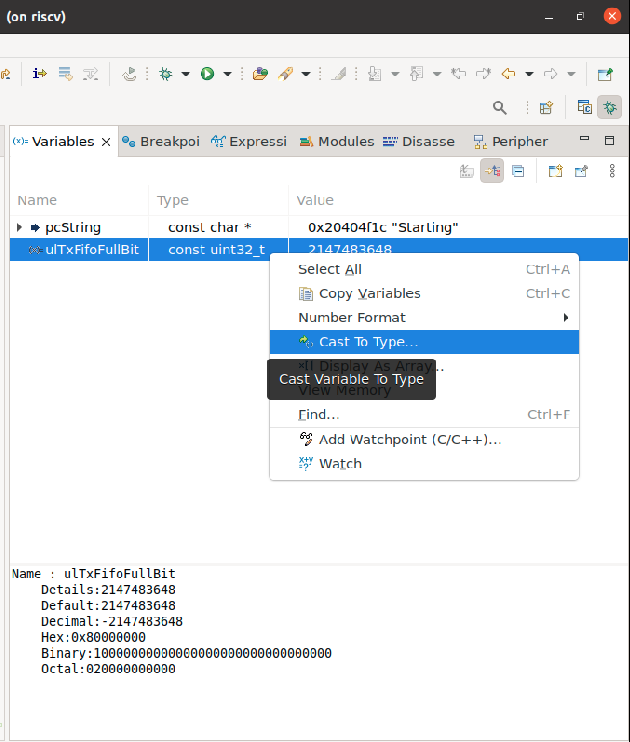 (on riscv)
(x)= Variables
Breakpoi
Expressi
Modules
Disasse
Peripher
Name Type Value
pcString const char * 0x20404f1c "Starting"
ulTxFifoFullBit const uint32_t 2147483648
Select All Ctrl+A
Copy Variables Ctrl+C
Number Format
Cast To Type...
Display As Array...
Cast Variable To Type
View Memory
Find... Ctrl+F
Add Watchpoint (C/C++)...
Watch
Name : ulTxFifoFullBit
Details:2147483648
Default:2147483648
Decimal:-2147483648
Hex:0x80000000
Binary:10000000000000000000000000000000
Octal:020000000000